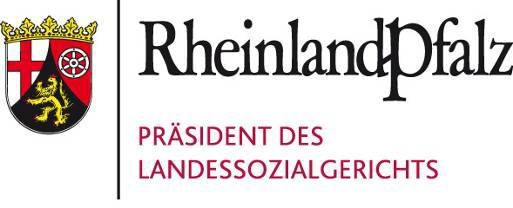 RheinlandPfalz
PRÄSIDENT DES
LANDESSOZIALGERICHTS